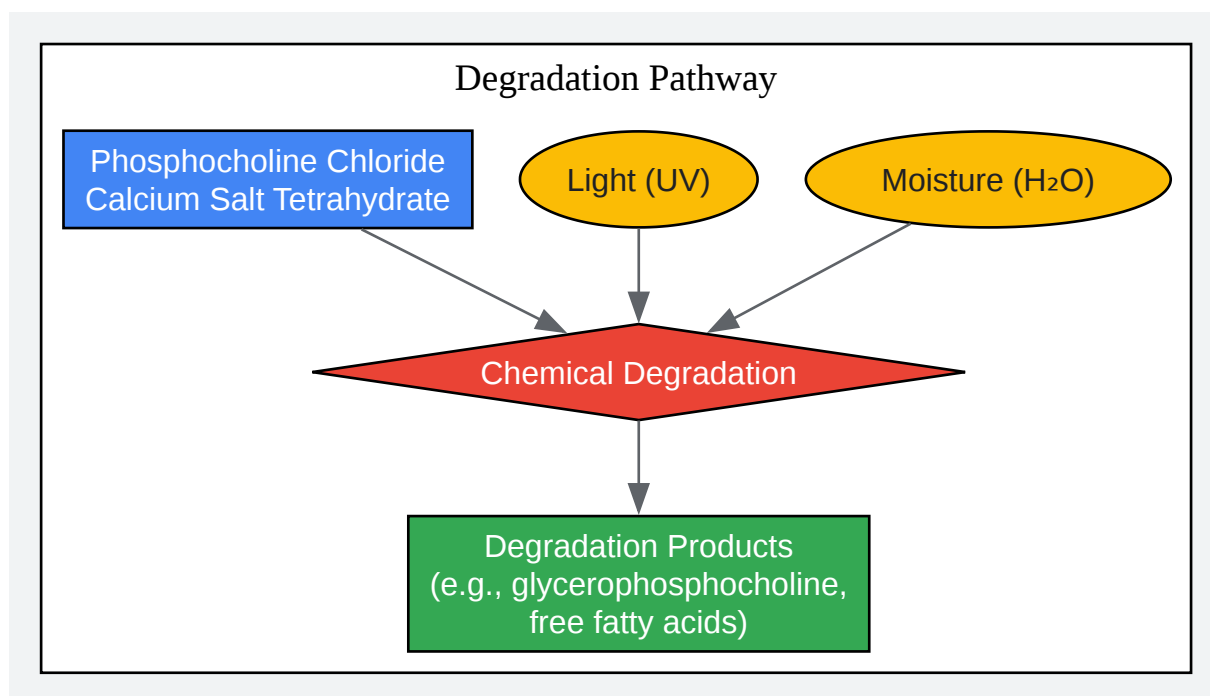 Degradation Pathway
Phosphocholine Chloride
Calcium Salt Tetrahydrate
Light (UV)
Moisture (H₂O)
Chemical Degradation
Degradation Products
(e.g., glycerophosphocholine,
free fatty acids)